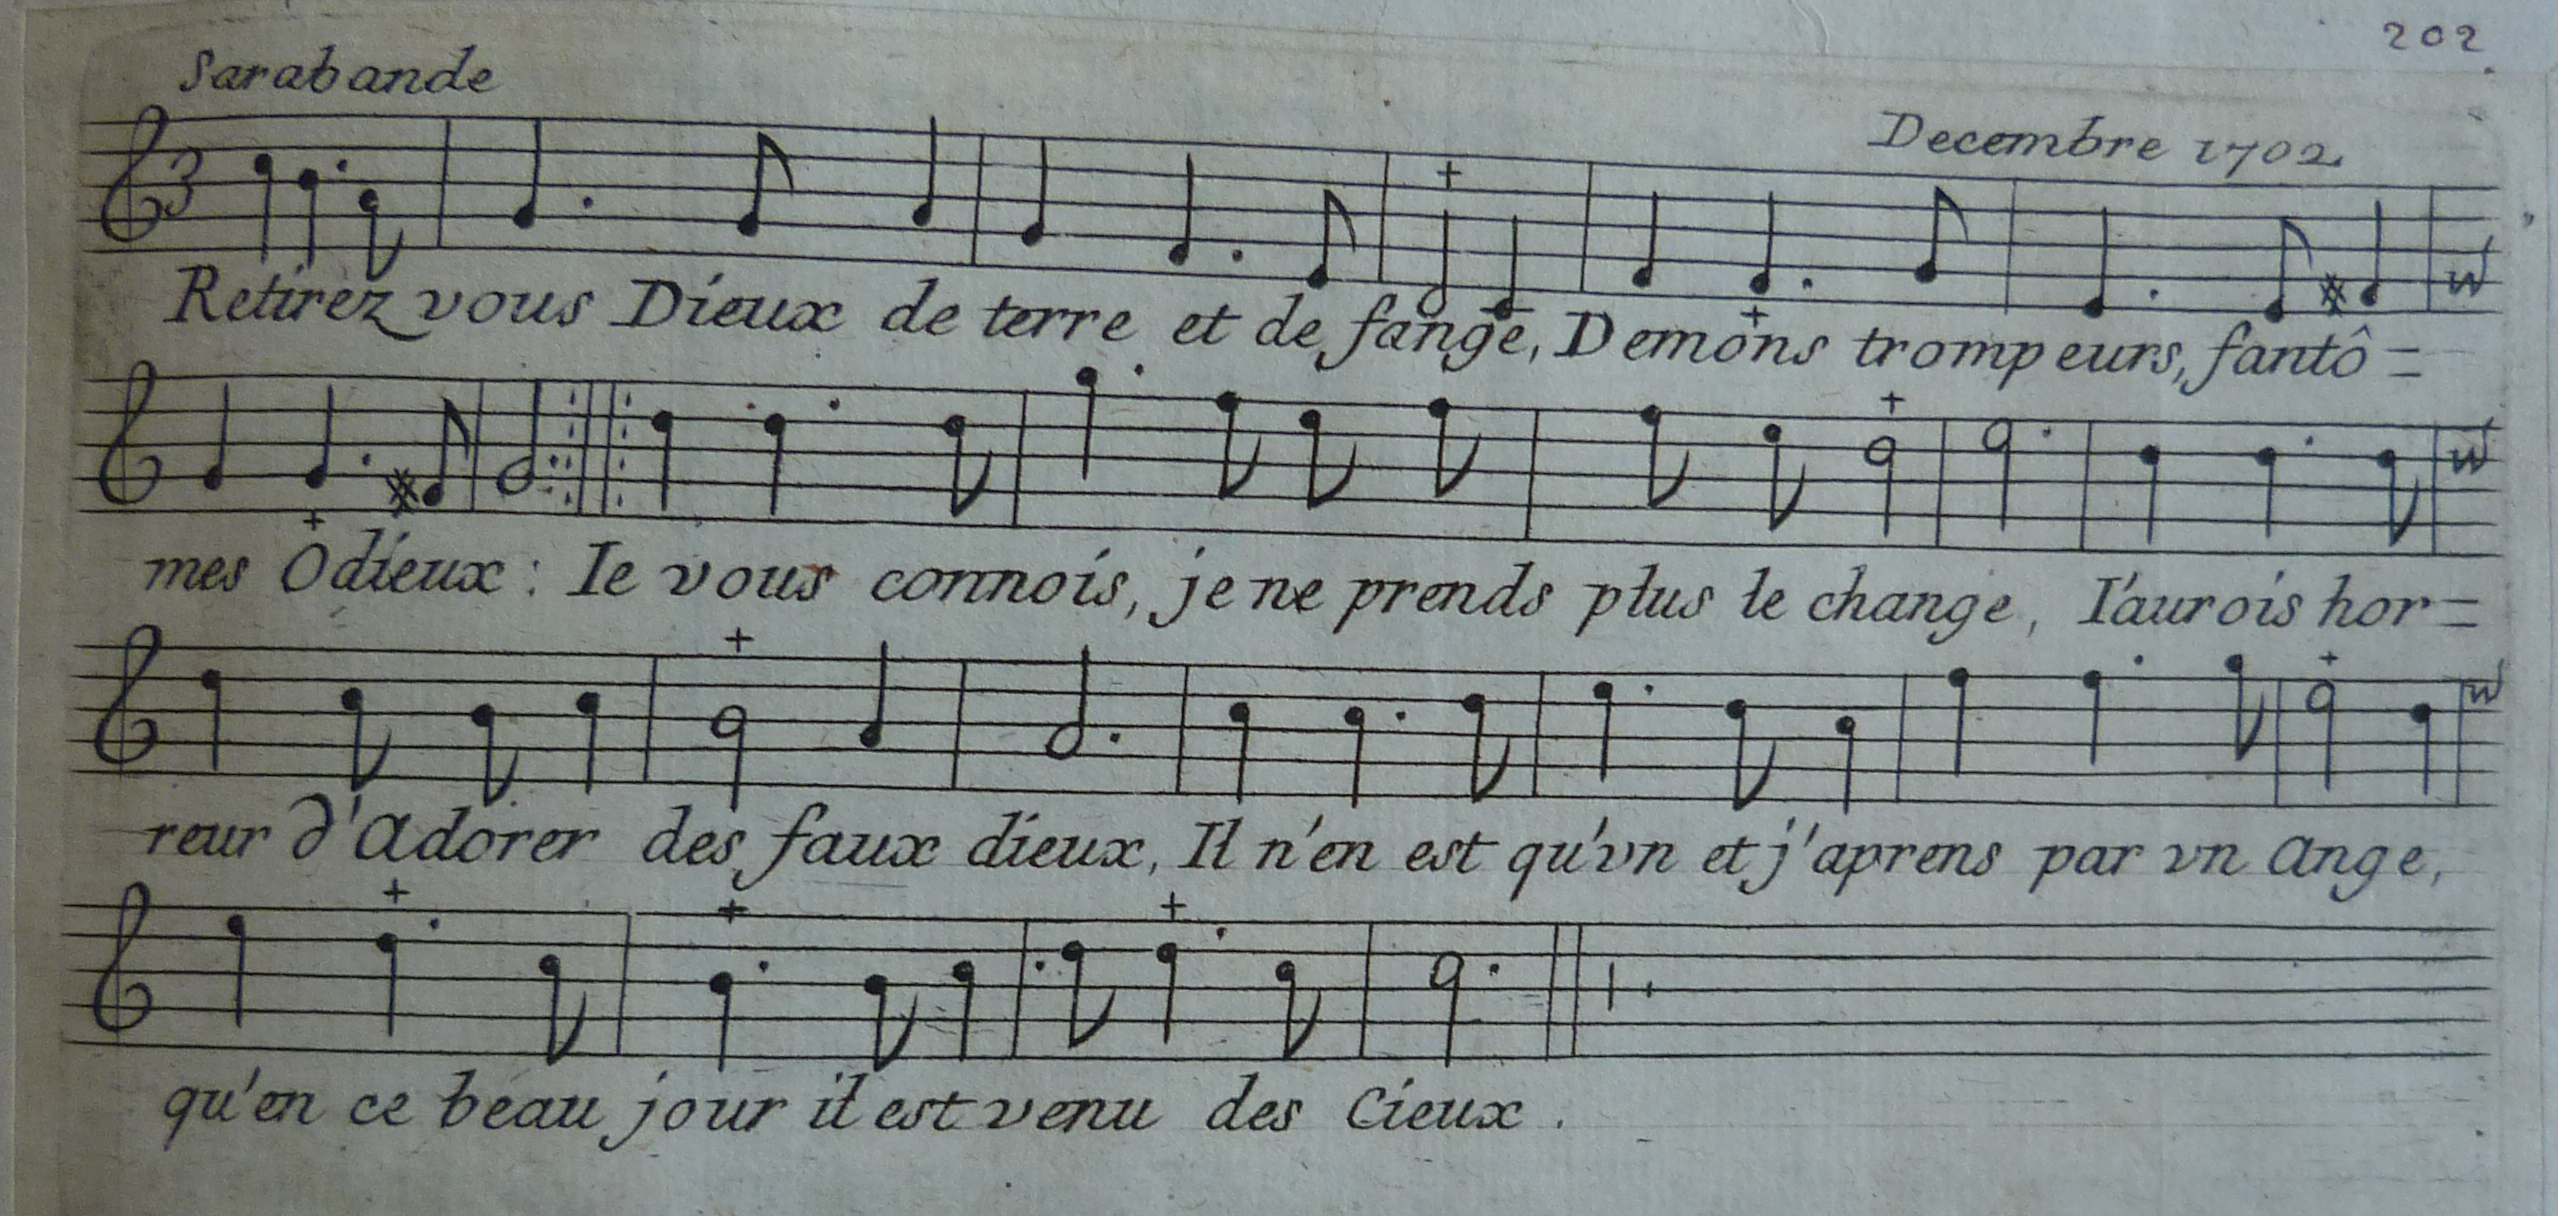 202
Sarabande
Decembre 1702.
3
Retirez vous Dieux de terre et de fange, Demons trompeurs, fantô=
mes Odieux : Ie vous connois, je ne prends plus le change, I'aurois hor=
reur d'Adorer des faux dieux, Il n'en est qu'vn et j'aprens par vn Ange,
qu'en ce beau jour il est venu des Cieux.